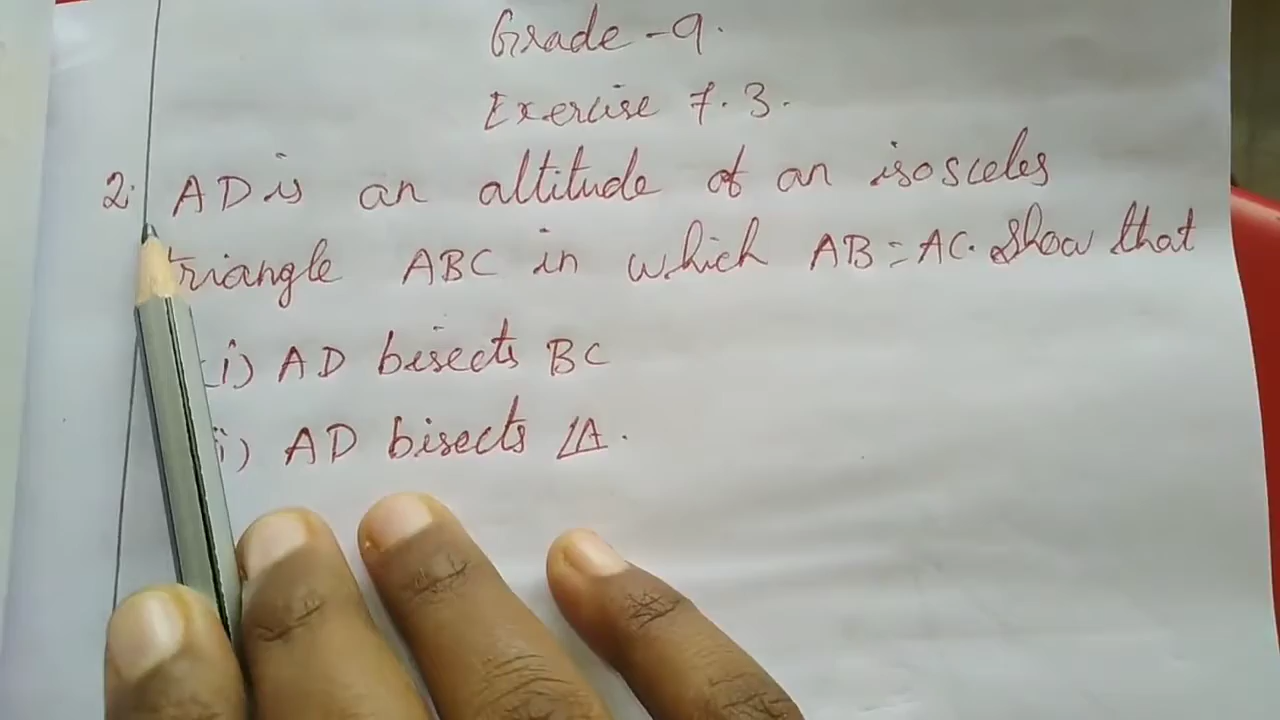 Grade -9.
Exercise 7.3.
2. AD is an altitude of an isosceles
triangle ABC in which AB = AC. Show that
i) AD bisects BC
i) AD bisects ∠A.